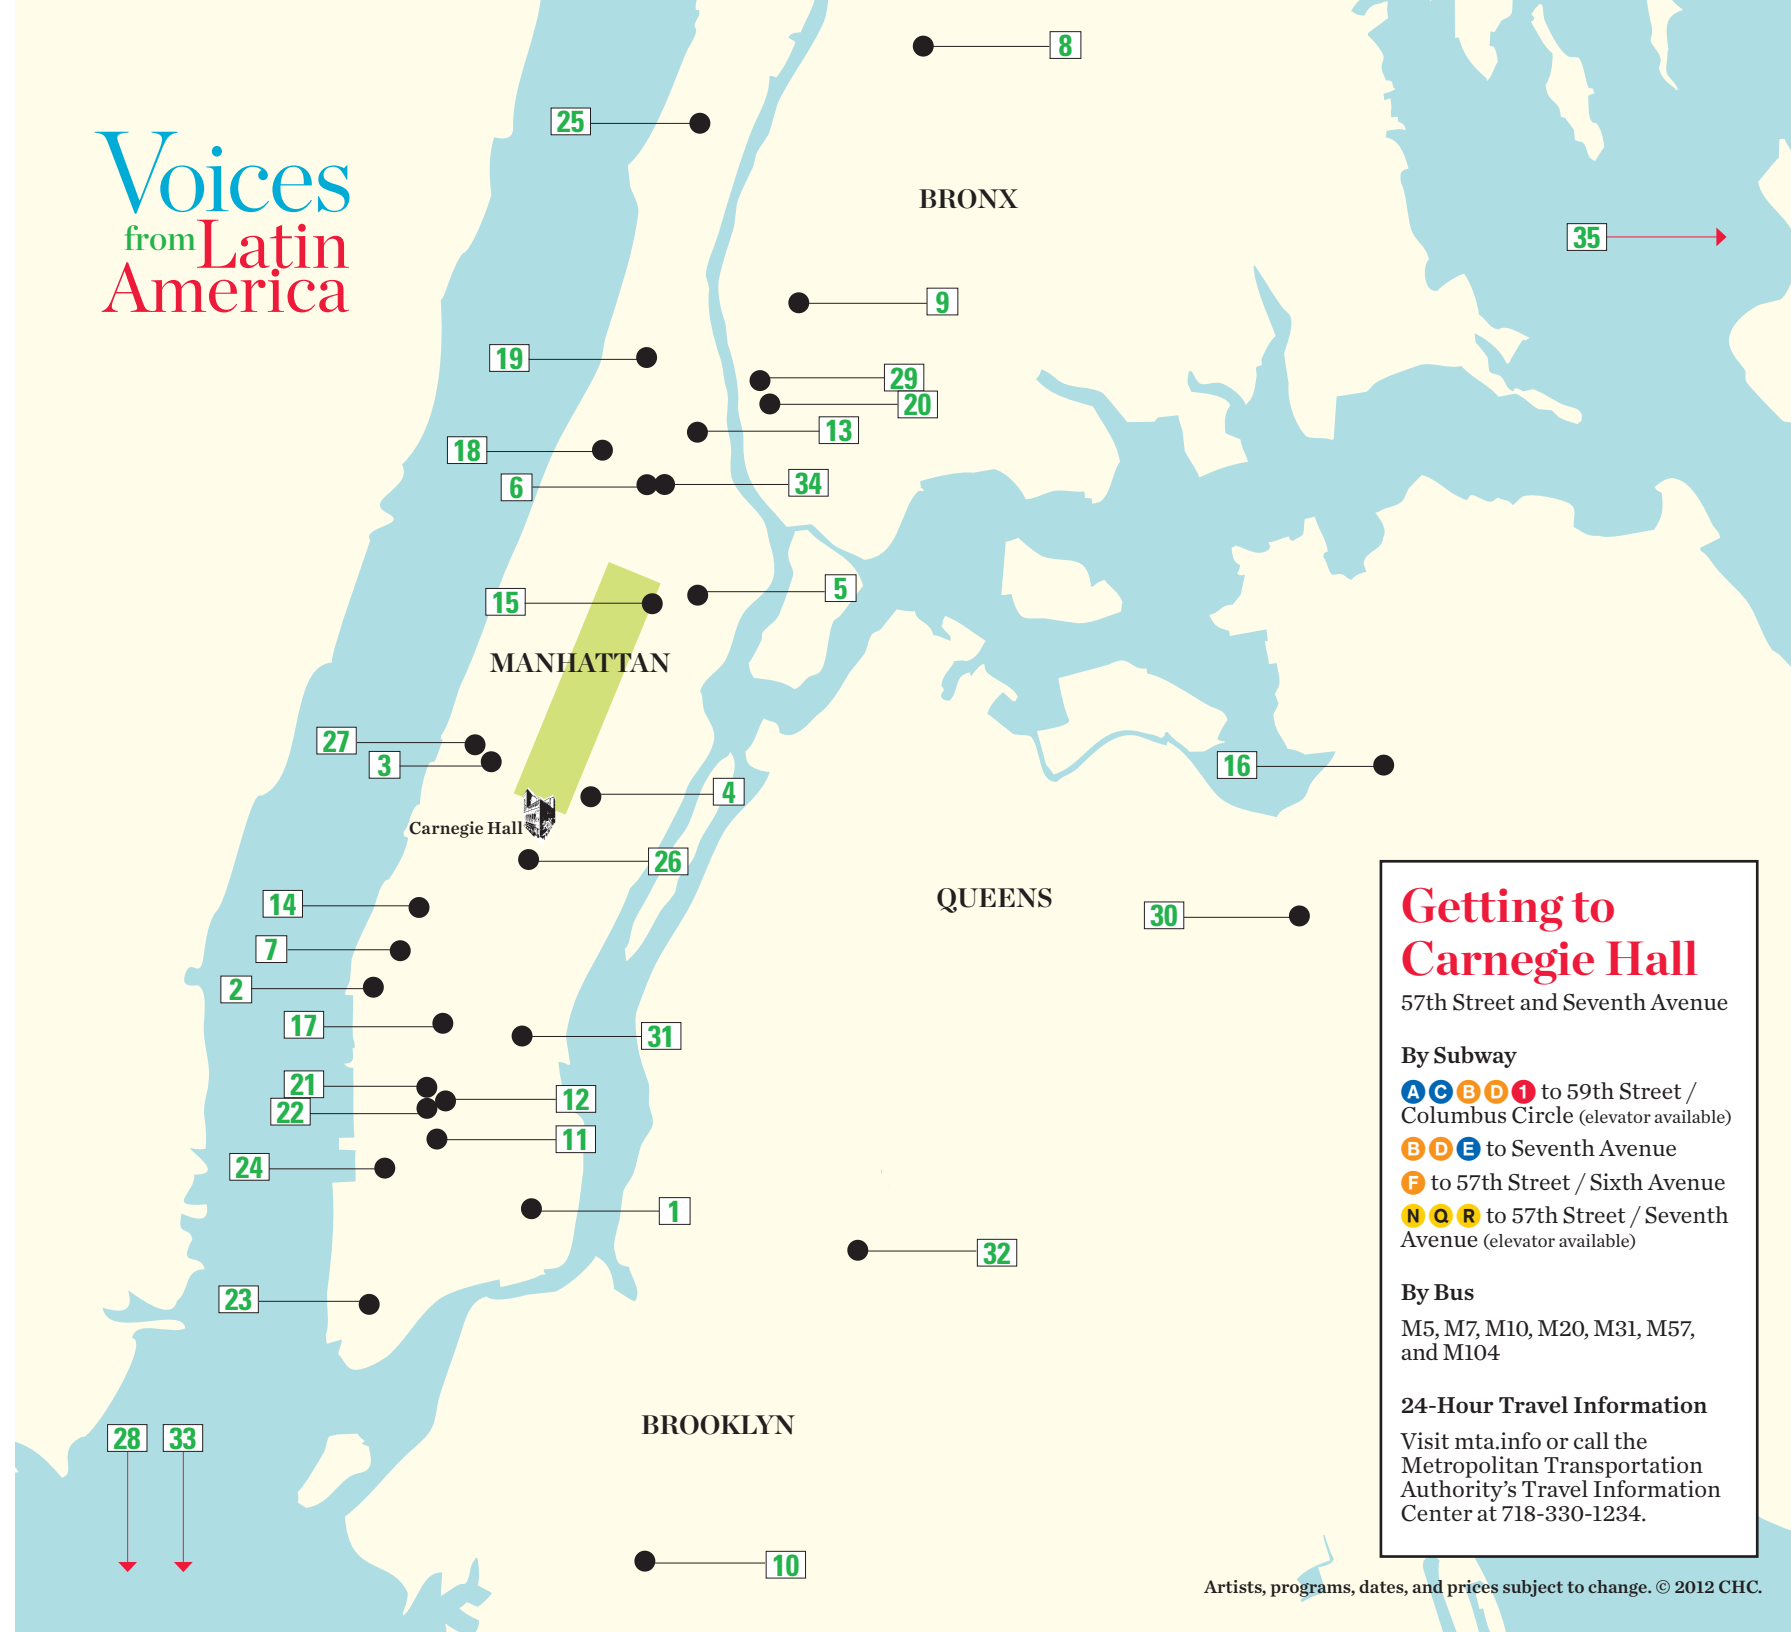 8
25
Voices
from Latin
America
BRONX
35
9
19
29
20
13
18
34
6
5
15
MANHATTAN
27
3
16
4
Carnegie Hall
26
14
QUEENS
30
7
2
17
31
21
12
22
11
24
1
32
23
BROOKLYN
28
33
10
Getting to
Carnegie Hall
57th Street and Seventh Avenue
By Subway
A C B D 1 to 59th Street /
Columbus Circle (elevator available)
B D E to Seventh Avenue
F to 57th Street / Sixth Avenue
N Q R to 57th Street / Seventh
Avenue (elevator available)
By Bus
M5, M7, M10, M20, M31, M57,
and M104
24-Hour Travel Information
Visit mta.info or call the
Metropolitan Transportation
Authority’s Travel Information
Center at 718-330-1234.
Artists, programs, dates, and prices subject to change. © 2012 CHC.